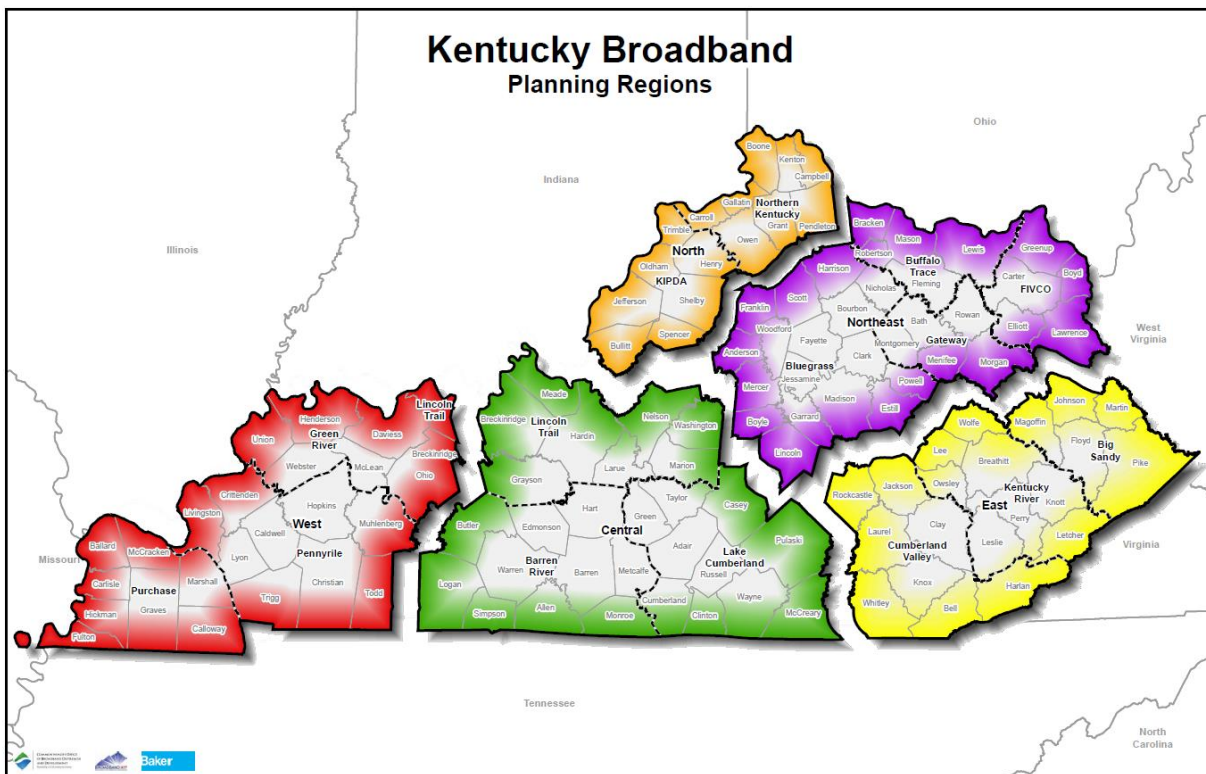 Kentucky Broadband
Planning Regions
Ohio
Indiana
Illinois
Missouri
West
Virginia
Virginia
Tennessee
North
Carolina
Boone
Kenton
Campbell
Gallatin
Northern
Kentucky
Carroll
Grant
Pendleton
Trimble
Owen
North
Henry
Oldham
KIPDA
Jefferson
Shelby
Spencer
Bullitt
Bracken
Mason
Lewis
Greenup
Robertson
Buffalo
Trace
Harrison
Fleming
Carter
Boyd
Nicholas
FIVCO
Franklin
Scott
Bourbon
Rowan
Woodford
Northeast
Bath
Elliott
Lawrence
Fayette
Montgomery
Gateway
Anderson
Clark
Menifee
Morgan
Bluegrass
Jessamine
Powell
Mercer
Madison
Estill
Boyle
Garrard
Lincoln
Lincoln
Trail
Henderson
Daviess
Union
Green
River
Breckinridge
Webster
McLean
Ohio
Crittenden
Hopkins
Livingston
West
Muhlenberg
Caldwell
Lyon
Pennyrile
Ballard
McCracken
Marshall
Christian
Carlisle
Purchase
Trigg
Todd
Graves
Hickman
Calloway
Fulton
Meade
Breckinridge
Lincoln
Trail
Hardin
Nelson
Washington
Grayson
Larue
Marion
Taylor
Casey
Butler
Edmonson
Hart
Green
Central
Pulaski
Adair
Lake
Cumberland
Barren
River
Warren
Barren
Metcalfe
Russell
Logan
Wayne
Allen
Cumberland
Simpson
Monroe
Clinton
McCreary
Johnson
Martin
Wolfe
Magoffin
Lee
Floyd
Big
Sandy
Breathitt
Pike
Rockcastle
Jackson
Owsley
Kentucky
River
Knott
East
Laurel
Clay
Perry
Letcher
Cumberland
Valley
Leslie
Knox
Harlan
Whitley
Bell
Baker